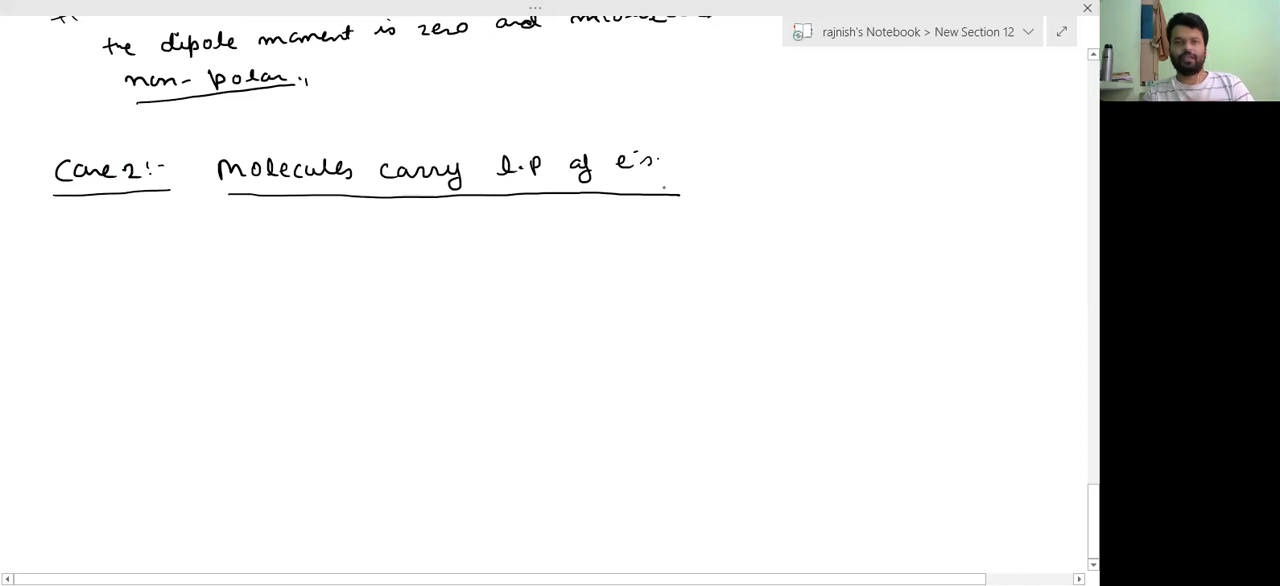 the dipole moment is zero and
non-polar.
rajnish's Notebook > New Section 12
Case 2:- Molecules carry l.p of e⁻s.